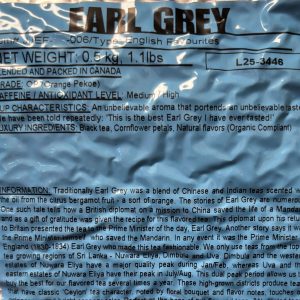 EARL GREY
-006/Type: English Favourites
NET WEIGHT: 0.5 kg, 1.1lbs
L25-3446
BLENDED AND PACKED IN CANADA
GRADE: OP (Orange Pekoe)
CAFFEINE / ANTIOXIDANT LEVEL: Medium / High
CUP CHARACTERISTICS: An unbelievable aroma that portends an unbelievable taste
We have been told repeatedly: 'This is the best Earl Grey I have ever tasted!'
LUXURY INGREDIENTS: Black tea, Cornflower petals, Natural flavors (Organic Compliant)
INFORMATION: Traditionally Earl Grey was a blend of Chinese and Indian teas scented with
the oil from the citrus bergamot fruit - a sort of orange. The stories of Earl Grey are numerous
One such tale tells how a British diplomat on a mission to China saved the life of a Mandarin
and as a gift of gratitude was given the recipe for this flavored tea. This diplomat upon his return
to Britain presented the tea to the Prime Minister of the day, Earl Grey. Another story says it was
the Prime Minister himself who saved the Mandarin. In any event it was the Prime Minister of
England (1830-1834) Earl Grey who made this tea fashionable. We only use teas from the top
tea growing regions of Sri Lanka - Nuwara Eliya, Dimbula and Uva. Dimbula and the western
estates of Nuwara Eliya have a major quality peak during Jan/Feb, whereas Uva and
eastern estates of Nuwara Eliya have their peak in July/Aug. This dual peak period allows us
buy the best for our flavored tea several times a year. These high-grown districts produce teas
that have classic 'Ceylon' tea character noted for floral bouquet and flavor notes,